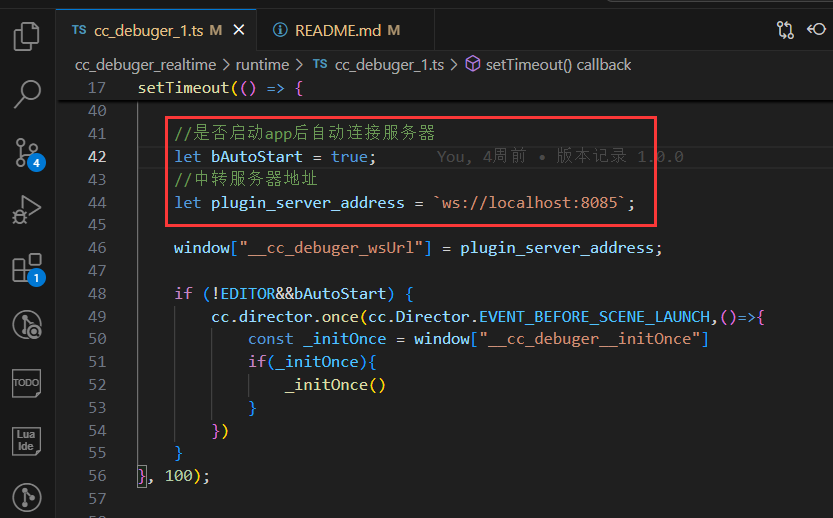 TS cc_debuger_1.ts M ×
README.md M
cc_debuger_realtime > runtime > TS cc_debuger_1.ts > setTimeout() callback
17 setTimeout(() => {
40
41 //是否启动app后自动连接服务器
42 let bAutoStart = true; You, 4周前 • 版本记录 1.0.0
43 //中转服务器地址
44 let plugin_server_address = `ws://localhost:8085`;
45
46 window["__cc_debuger_wsUrl"] = plugin_server_address;
47
48 if (!EDITOR&&bAutoStart) {
49 cc.director.once(cc.Director.EVENT_BEFORE_SCENE_LAUNCH,()=>{
50 const _initOnce = window["__cc_debuger__initOnce"]
51 if(_initOnce){
52 _initOnce()
53 }
54 })
55 }
56 }, 100);
57
4
1
TODO
Lua
Ide